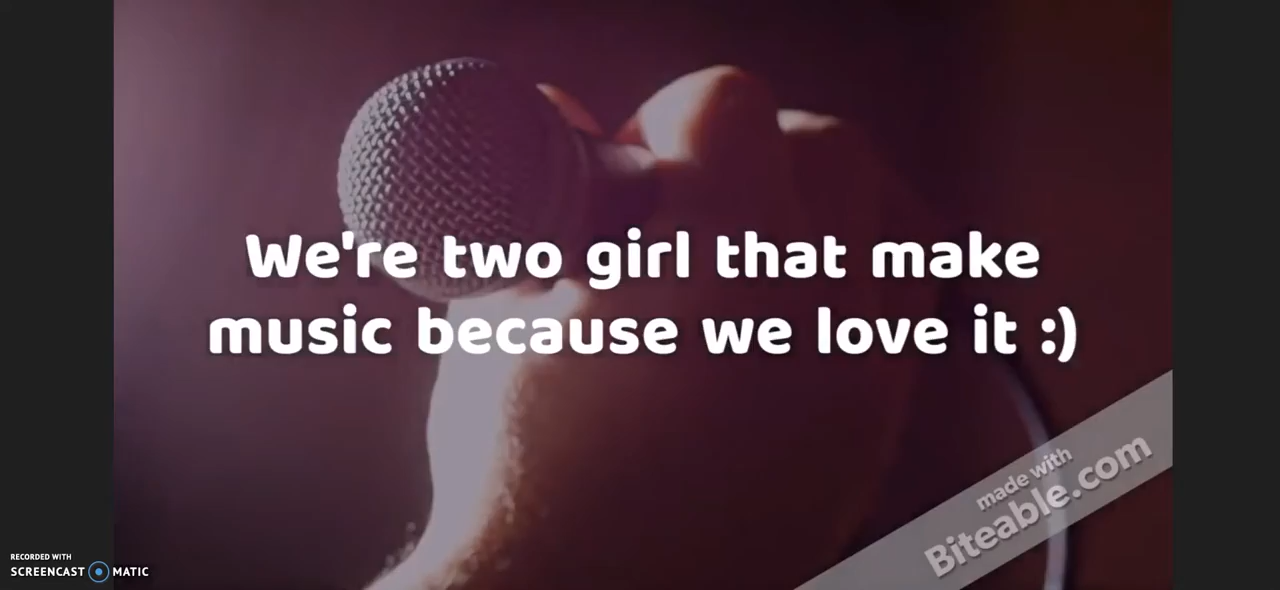 We're two girl that make
music because we love it :)
made with
Biteable.com
RECORDED WITH
SCREENCAST MATIC